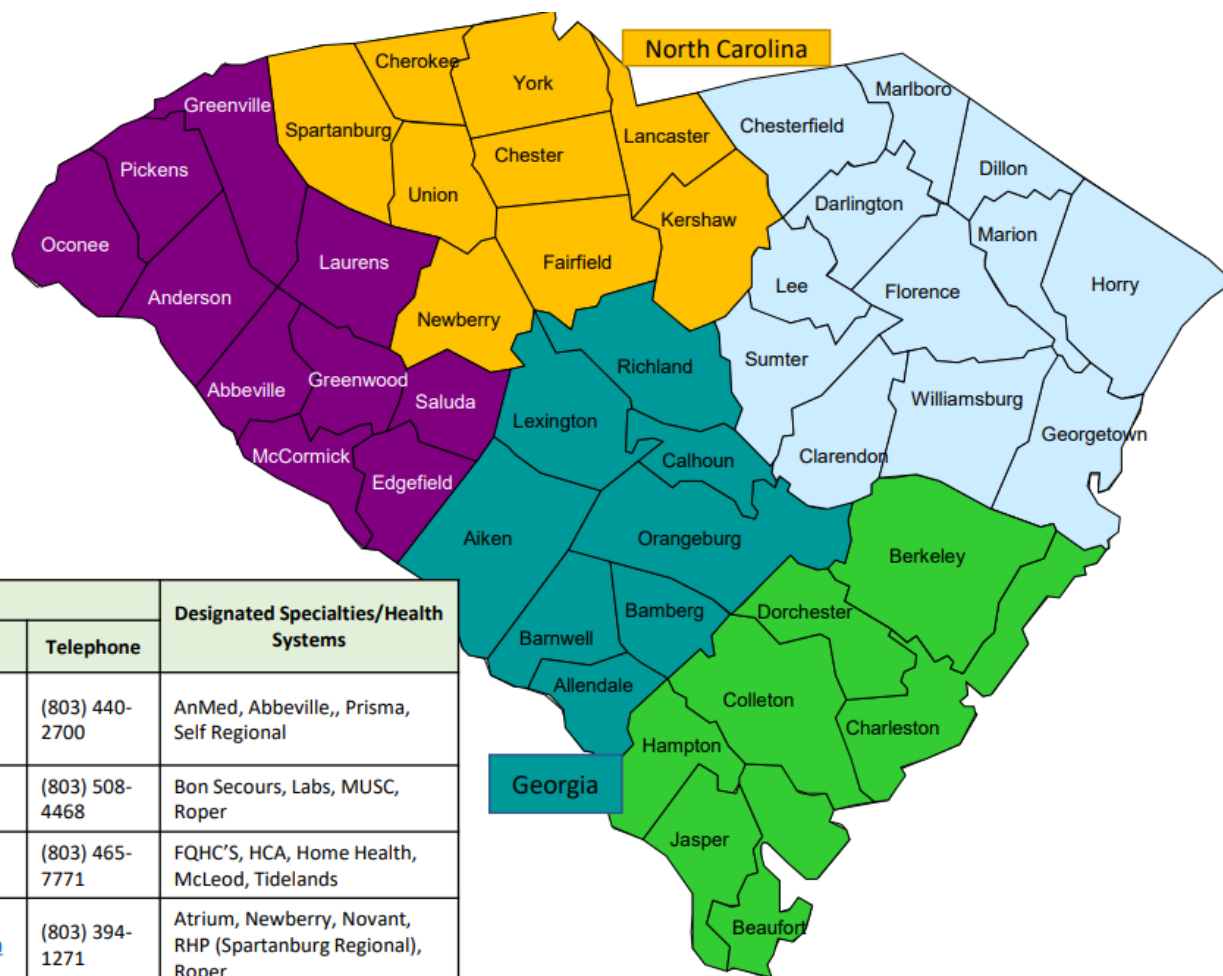 North Carolina
Cherokee
York
Marlboro
Greenville
Spartanburg
Lancaster
Chesterfield
Chester
Pickens
Dillon
Union
Darlington
Kershaw
Oconee
Marion
Laurens
Fairfield
Anderson
Lee
Florence
Horry
Newberry
Sumter
Richland
Greenwood
Abbeville
Saluda
Williamsburg
Lexington
Georgetown
McCormick
Calhoun
Clarendon
Edgefield
Aiken
Orangeburg
Berkeley
Bamberg
Dorchester
Barnwell
Allendale
Colleton
Charleston
Hampton
Georgia
Jasper
Beaufort
Designated Specialties/Health
Systems
Telephone
(803) 440-
2700
AnMed, Abbeville,, Prisma,
Self Regional
(803) 508-
4468
Bon Secours, Labs, MUSC,
Roper
(803) 465-
7771
FQHC’S, HCA, Home Health,
McLeod, Tidelands
(803) 394-
1271
Atrium, Newberry, Novant,
RHP (Spartanburg Regional),
Roper